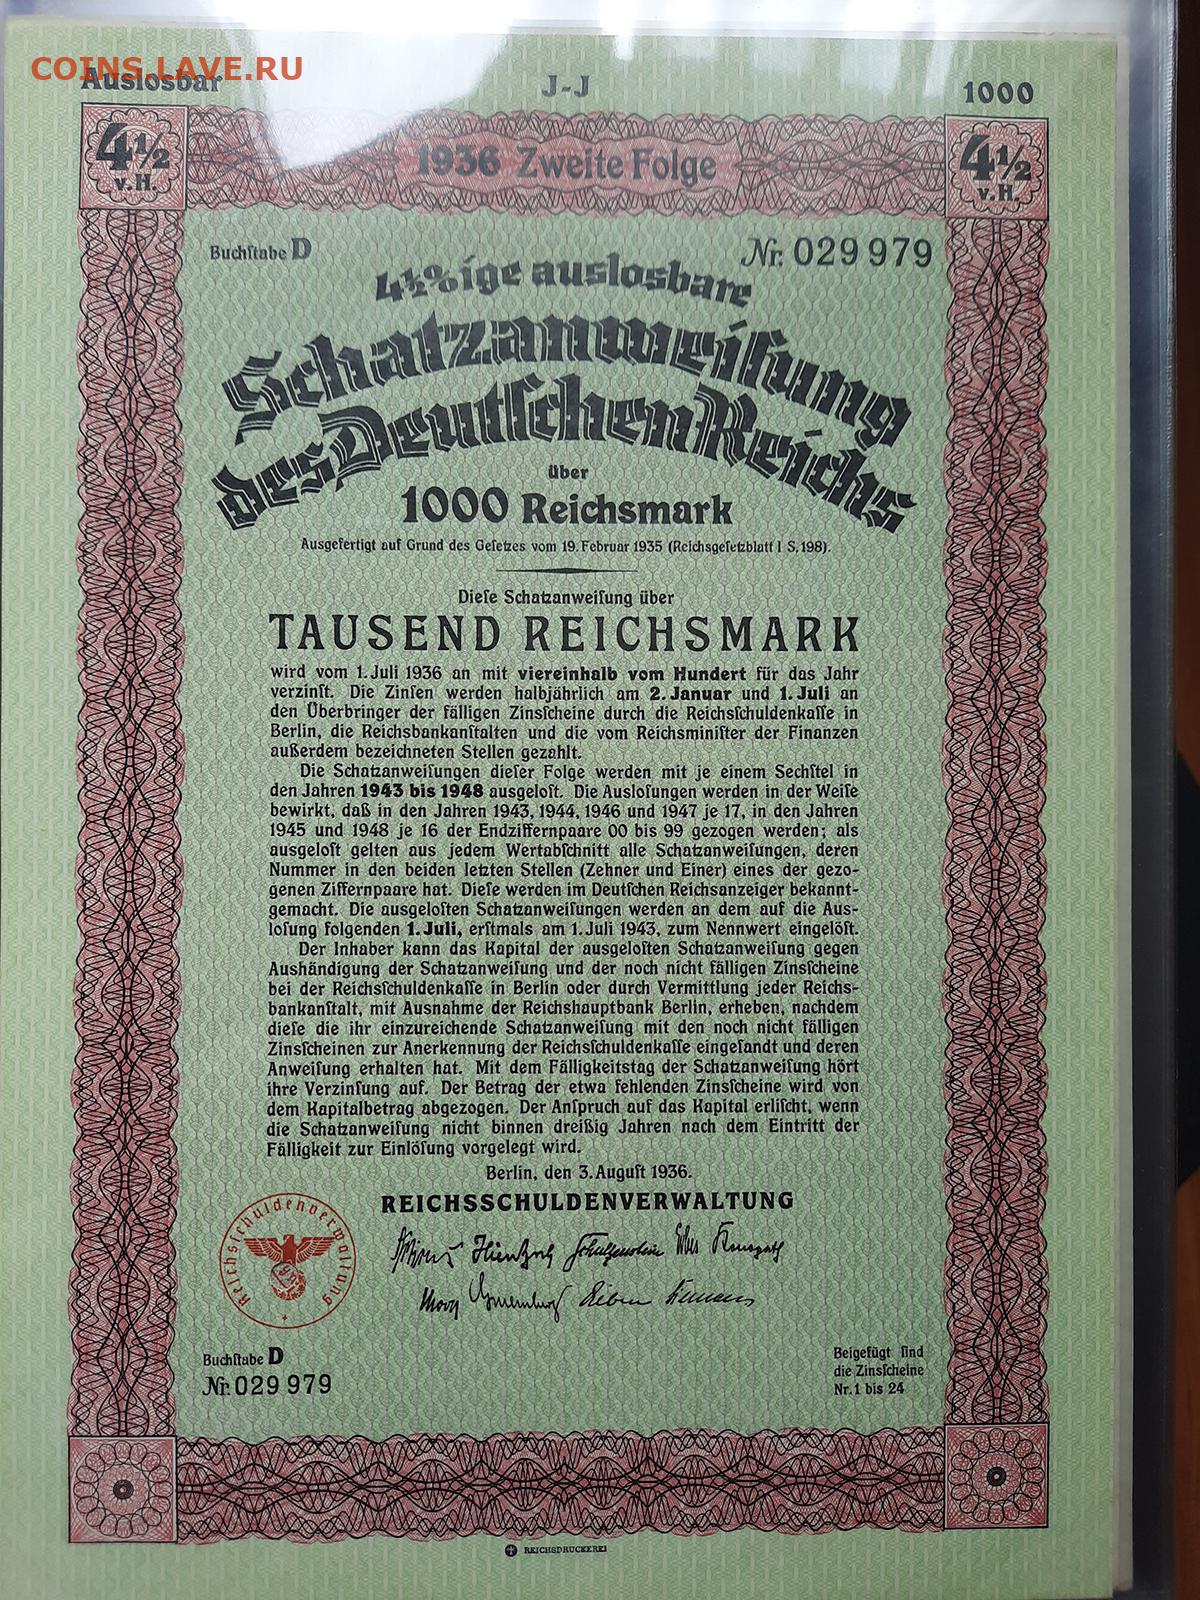 COINS.LAVE.RU
Auslosbar J-J 1000
4½ v.H. 1936 Zweite Folge 4½ v.H.
Buchſtabe D Nr. 029979
4½%ige auslosbare
Schatzanweiſung
des Deutſchen Reichs
über
1000 Reichsmark
Ausgefertigt auf Grund des Geſetzes vom 19. Februar 1935 (Reichsgeſetzblatt I S. 198).
Dieſe Schatzanweiſung über
TAUSEND REICHSMARK
wird vom 1. Juli 1936 an mit viereinhalb vom Hundert für das Jahr
verzinſt. Die Zinſen werden halbjährlich am 2. Januar und 1. Juli an
den Überbringer der fälligen Zinsſcheine durch die Reichsſchuldenkaſſe in
Berlin, die Reichsbankanſtalten und die vom Reichsminiſter der Finanzen
außerdem bezeichneten Stellen gezahlt.
Die Schatzanweiſungen dieſer Folge werden mit je einem Sechſtel in
den Jahren 1943 bis 1948 ausgeloſt. Die Ausloſungen werden in der Weiſe
bewirkt, daß in den Jahren 1943, 1944, 1946 und 1947 je 17, in den Jahren
1945 und 1948 je 16 der Endziffernpaare 00 bis 99 gezogen werden; als
ausgeloſt gelten aus jedem Wertabſchnitt alle Schatzanweiſungen, deren
Nummer in den beiden letzten Stellen (Zehner und Einer) eines der gezo-
genen Ziffernpaare hat. Dieſe werden im Deutſchen Reichsanzeiger bekannt-
gemacht. Die ausgeloſten Schatzanweiſungen werden an dem auf die Aus-
loſung folgenden 1. Juli, erſtmals am 1. Juli 1943, zum Nennwert eingelöſt.
Der Inhaber kann das Kapital der ausgeloſten Schatzanweiſung gegen
Aushändigung der Schatzanweiſung und der noch nicht fälligen Zinsſcheine
bei der Reichsſchuldenkaſſe in Berlin oder durch Vermittlung jeder Reichs-
bankanſtalt, mit Ausnahme der Reichshauptbank Berlin, erheben, nachdem
dieſe die ihr einzureichende Schatzanweiſung mit den noch nicht fälligen
Zinsſcheinen zur Anerkennung der Reichsſchuldenkaſſe eingeſandt und deren
Anweiſung erhalten hat. Mit dem Fälligkeitstag der Schatzanweiſung hört
ihre Verzinſung auf. Der Betrag der etwa fehlenden Zinsſcheine wird von
dem Kapitalbetrag abgezogen. Der Anſpruch auf das Kapital erliſcht, wenn
die Schatzanweiſung nicht binnen dreißig Jahren nach dem Eintritt der
Fälligkeit zur Einlöſung vorgelegt wird.
Berlin, den 3. Auguſt 1936.
REICHSSCHULDENVERWALTUNG
Reichsſchuldenverwaltung
Buchſtabe D
Nr. 029979
Beigefügt ſind
die Zinsſcheine
Nr. 1 bis 24
REICHSDRUCKEREI